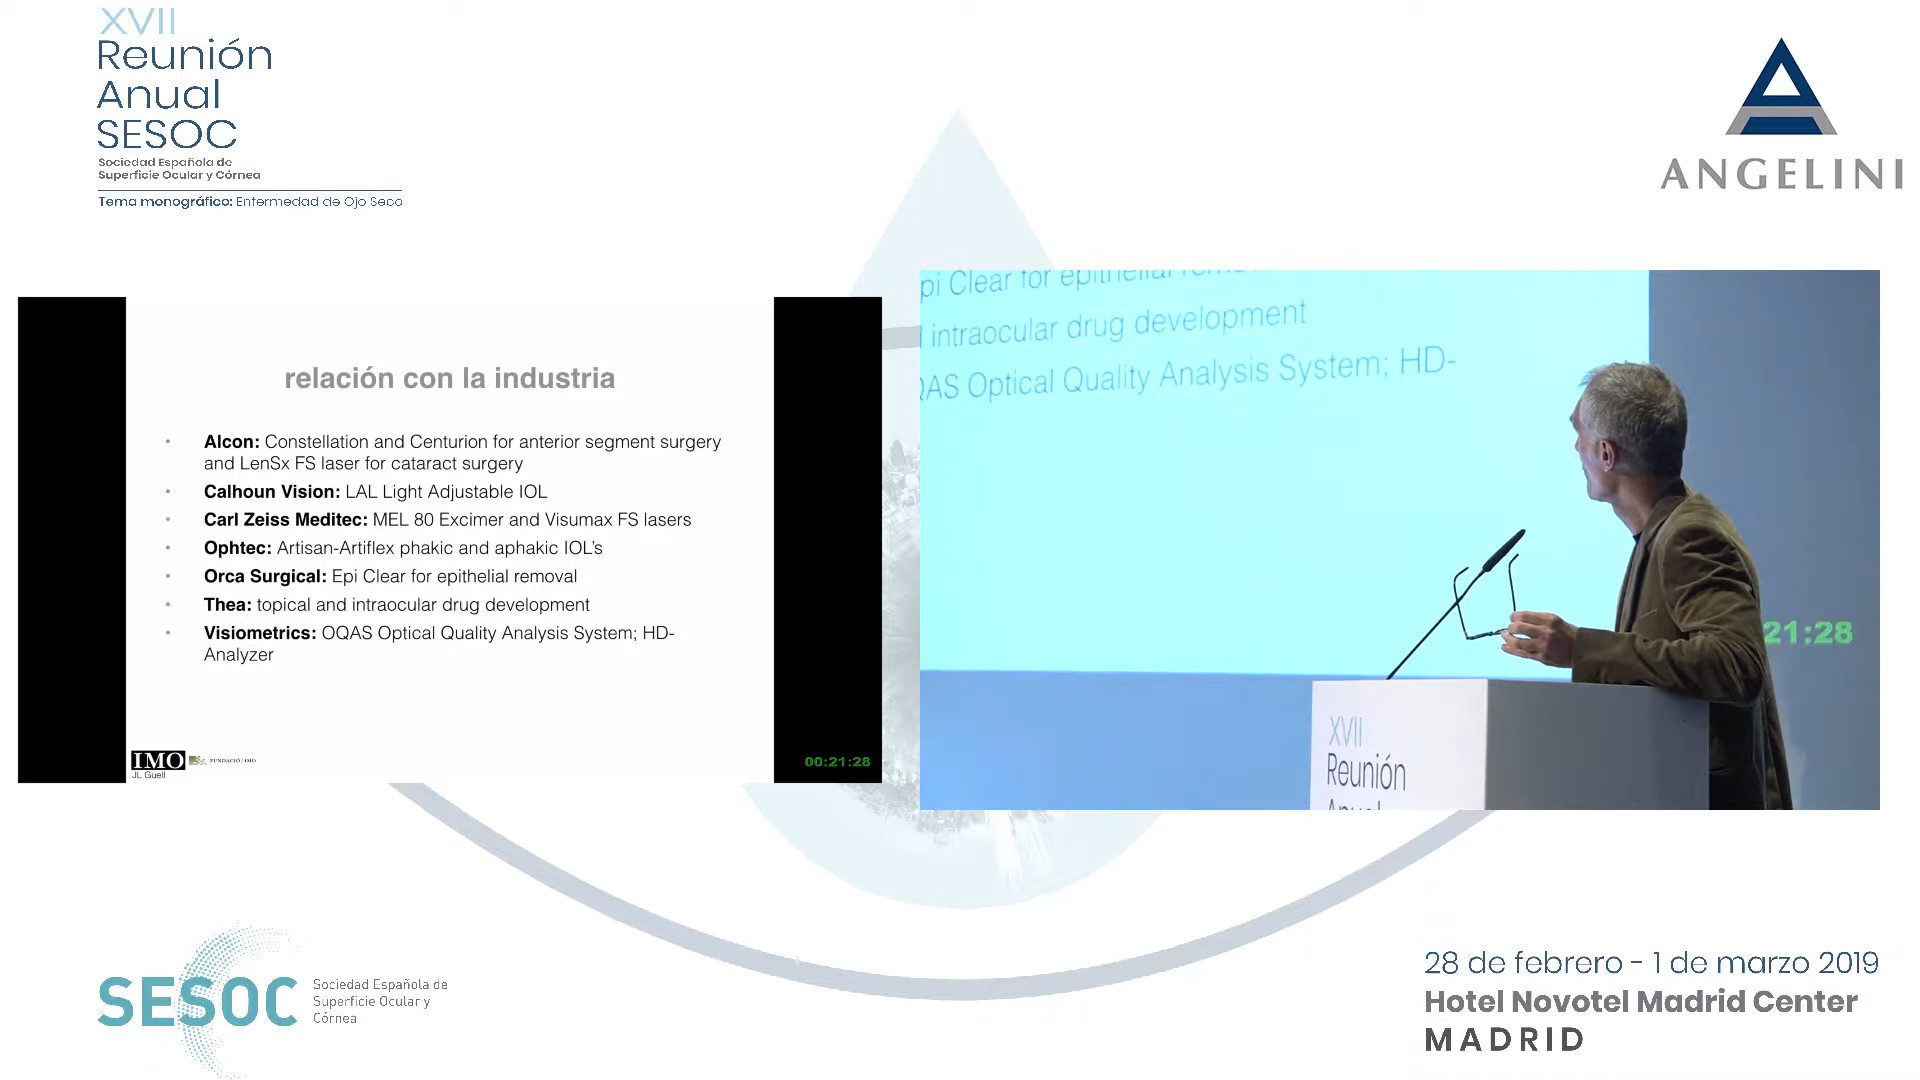 XVII
Reunión
Anual
SESOC
Sociedad Española de
Superficie Ocular y Córnea
Tema monográfico: Enfermedad de Ojo Seco
ANGELINI
relación con la industria
• Alcon: Constellation and Centurion for anterior segment surgery
and LenSx FS laser for cataract surgery
• Calhoun Vision: LAL Light Adjustable IOL
• Carl Zeiss Meditec: MEL 80 Excimer and Visumax FS lasers
• Ophtec: Artisan-Artiflex phakic and aphakic IOL's
• Orca Surgical: Epi Clear for epithelial removal
• Thea: topical and intraocular drug development
• Visiometrics: OQAS Optical Quality Analysis System; HD-
Analyzer
IMO
FUNDACIÓ IMO
JL Guell
00:21:28
pi Clear for epithelial
intraocular drug development
QAS Optical Quality Analysis System; HD-
21:28
XVII
Reunión
Anual
SESOC
Sociedad Española de
Superficie Ocular y
Córnea
28 de febrero - 1 de marzo 2019
Hotel Novotel Madrid Center
MADRID